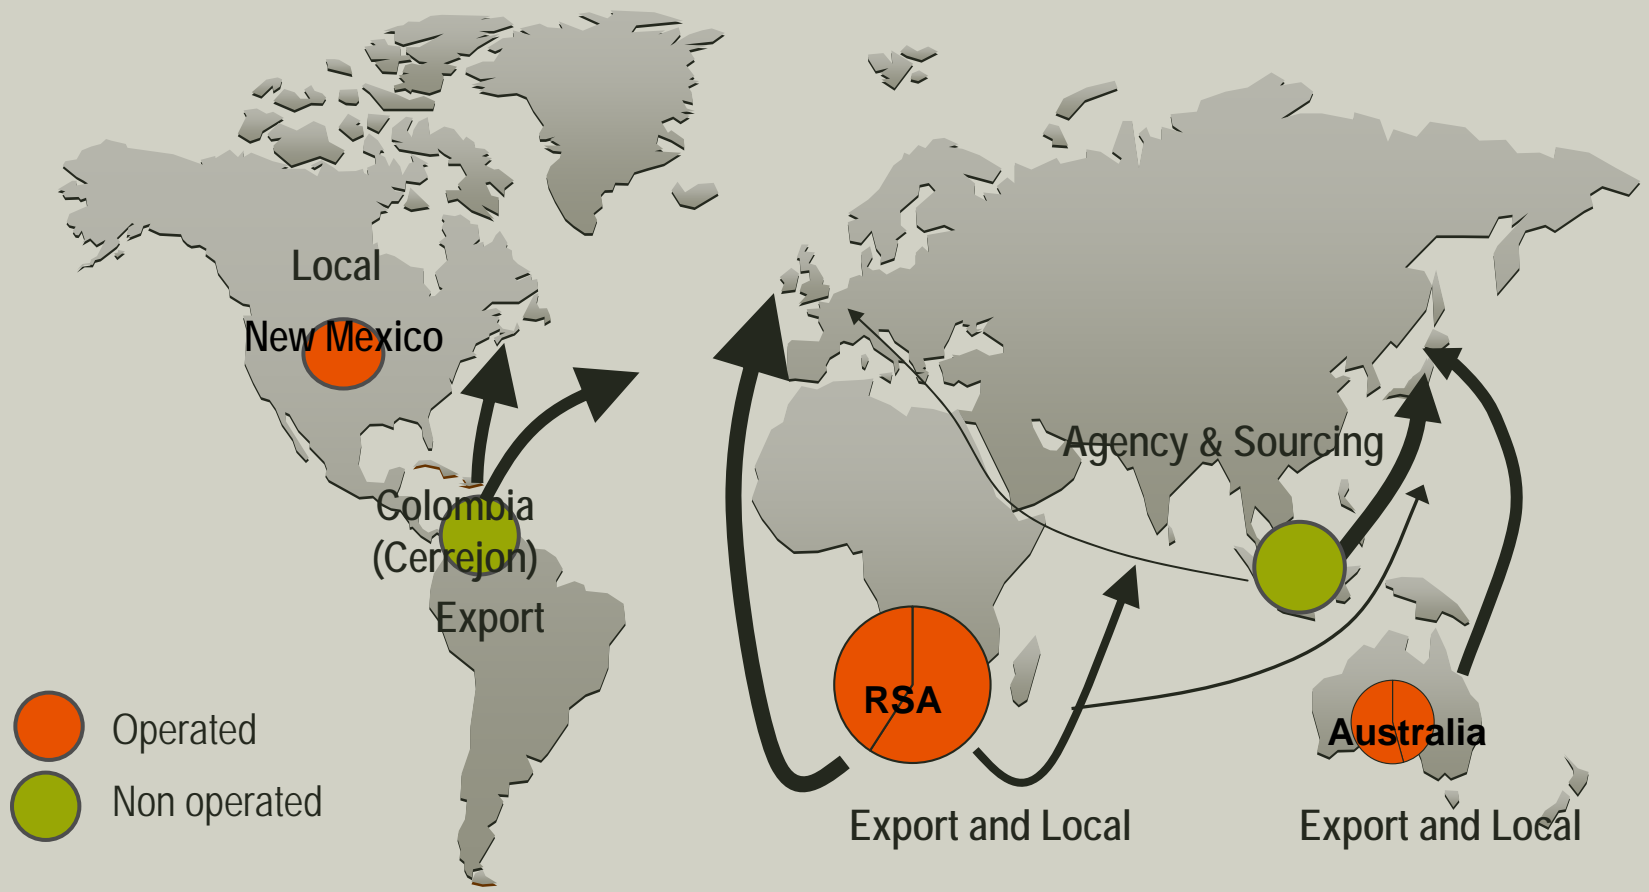 Local
New Mexico
Agency & Sourcing
Colombia
(Cerrejon)
Export
RSA
Australia
Operated
Non operated
Export and Local
Export and Local